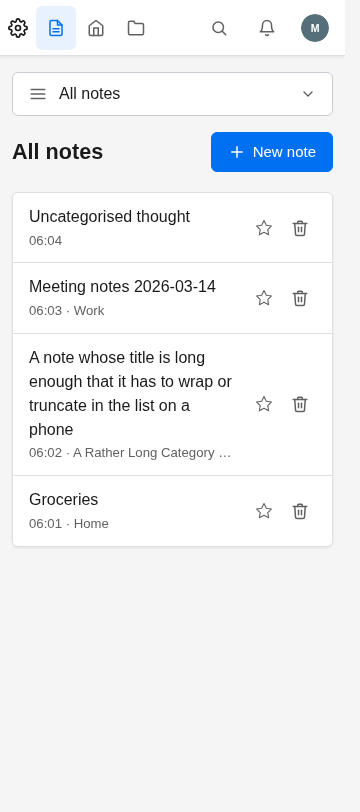 M
All notes
All notes
New note
Uncategorised thought
06:04
Meeting notes 2026-03-14
06:03 · Work
A note whose title is long
enough that it has to wrap or
truncate in the list on a
phone
06:02 · A Rather Long Category …
Groceries
06:01 · Home